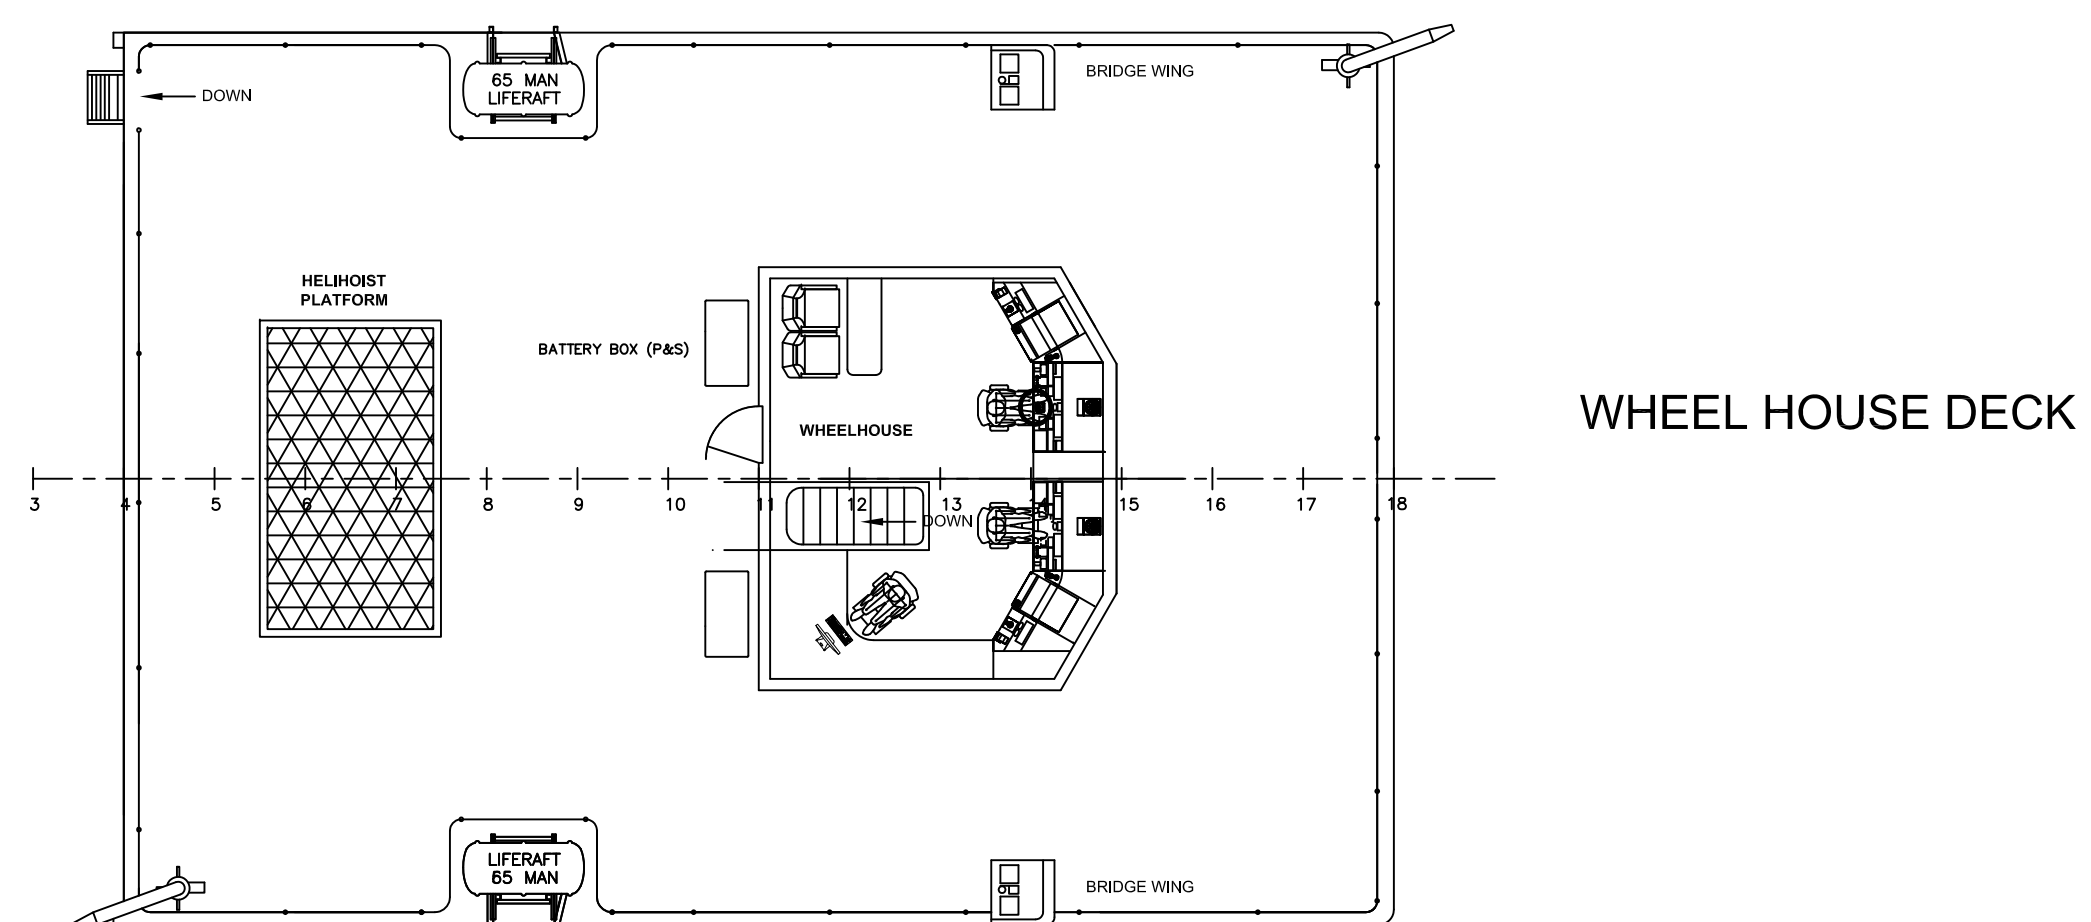 65 MAN
LIFERAFT
BRIDGE WING
DOWN
HELIHOIST
PLATFORM
BATTERY BOX (P&S)
WHEELHOUSE
WHEEL HOUSE DECK
3 4 5 6 7 8 9 10 11 12 13 14 15 16 17 18
DOWN
LIFERAFT
65 MAN
BRIDGE WING